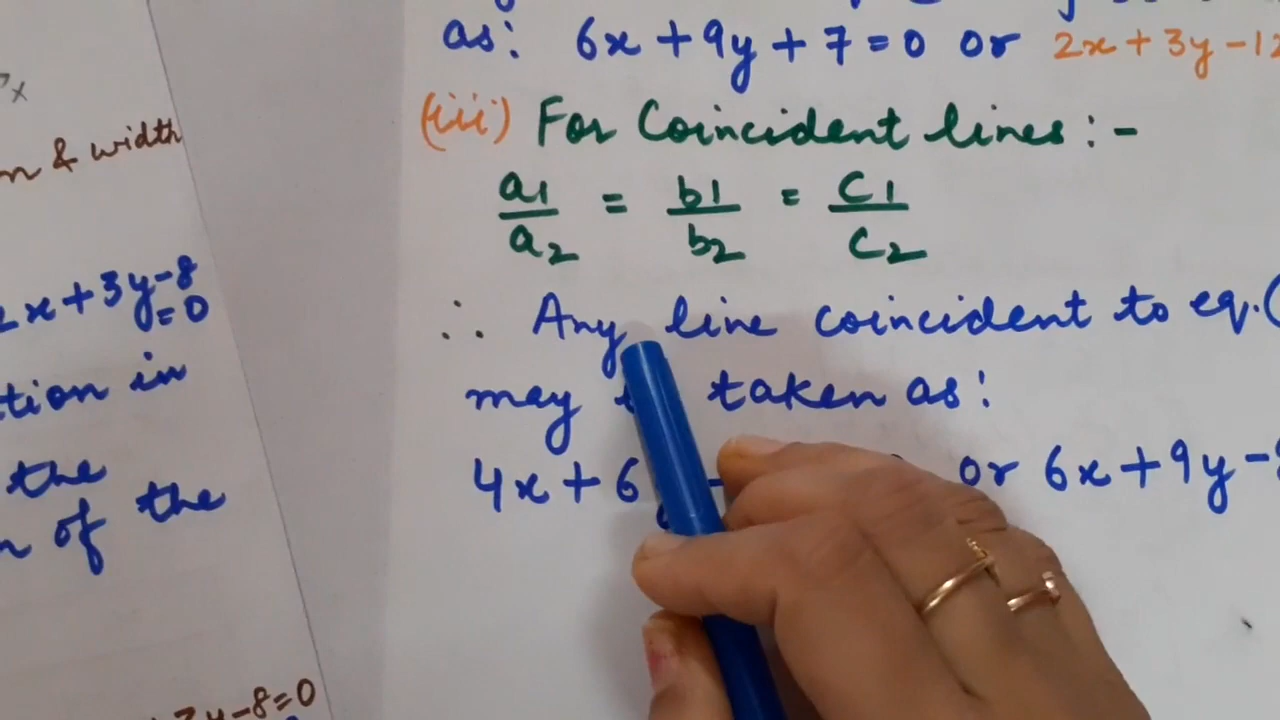 n & width
2x+3y-8
=0
tion in
the
n of the
y-8=0
as: 6x+9y+7=0 or 2x+3y-12
(iii) For Coincident lines:-
a1/a2 = b1/b2 = C1/C2
∴ Any line coincident to eq.(
may taken as:
4x+6 or 6x+9y-